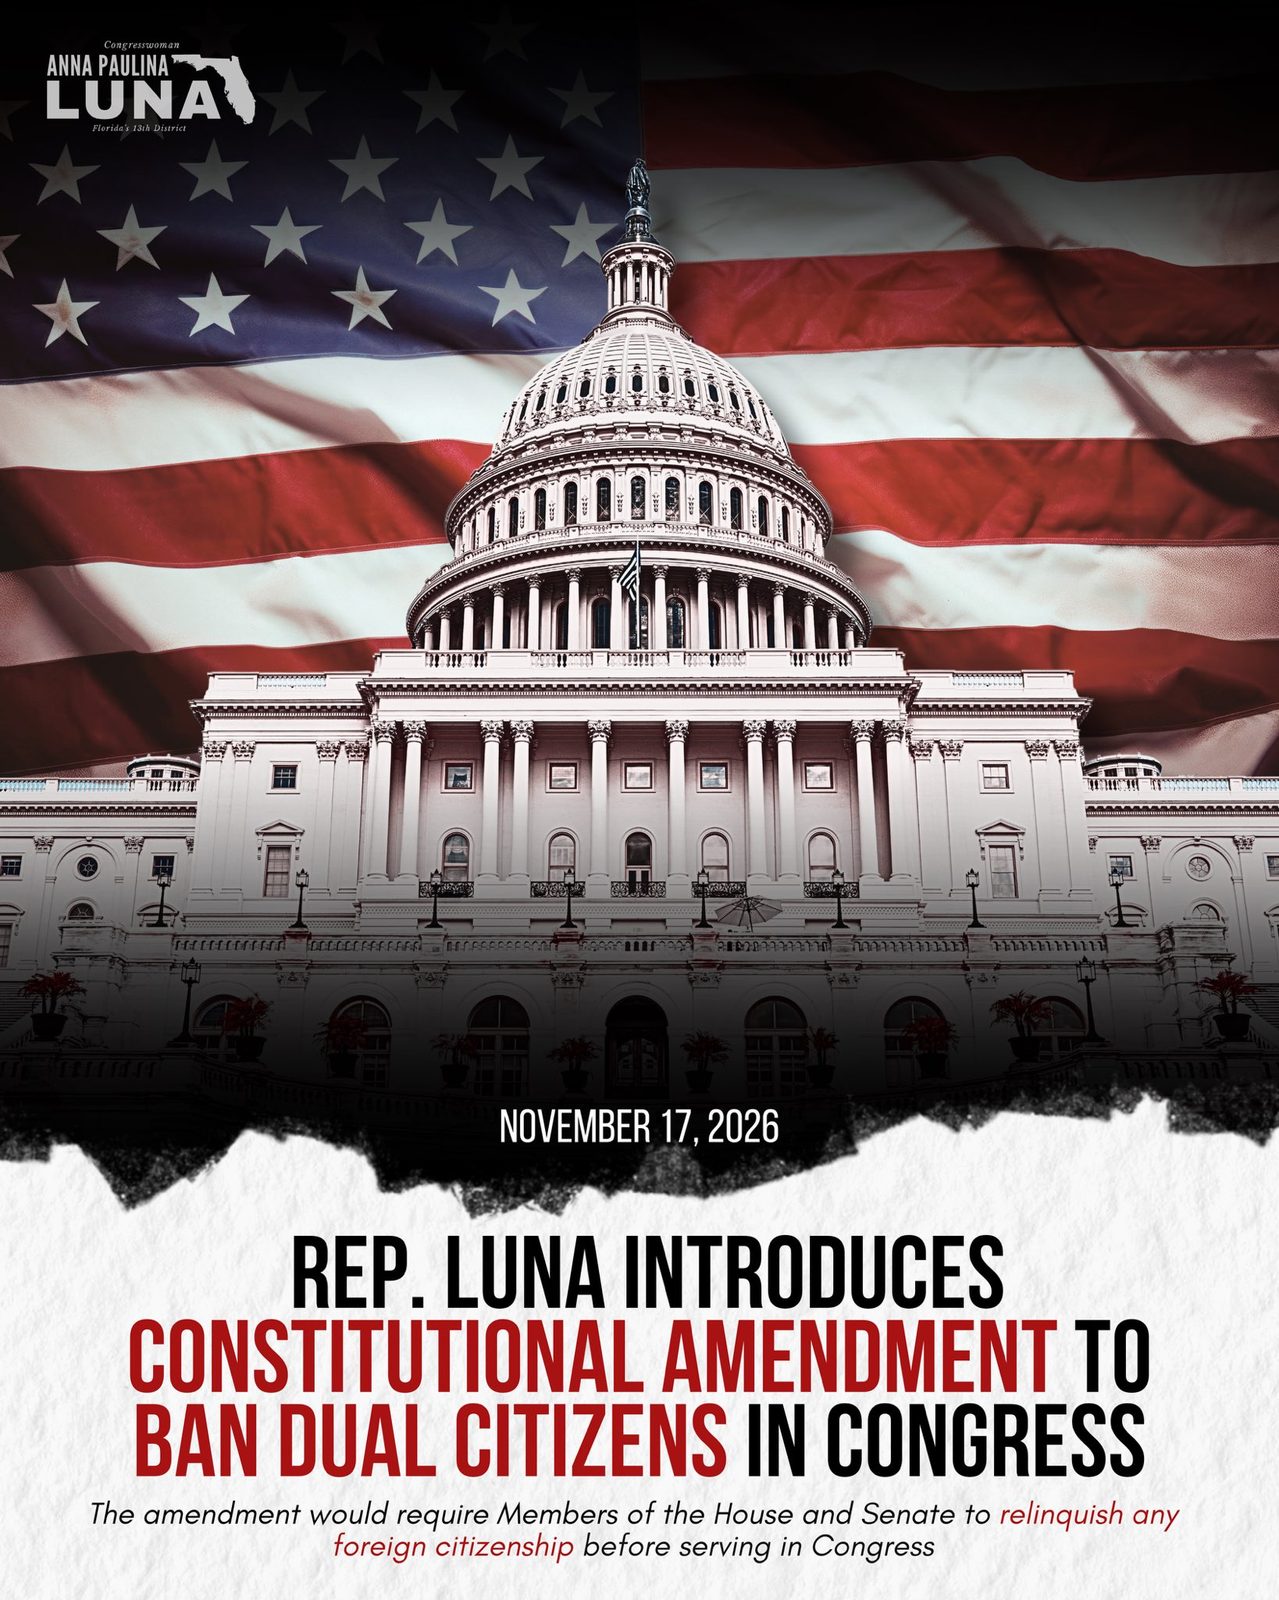 Congresswoman
ANNA PAULINA
LUNA
Florida's 13th District
NOVEMBER 17, 2026
REP. LUNA INTRODUCES
CONSTITUTIONAL AMENDMENT TO
BAN DUAL CITIZENS IN CONGRESS
The amendment would require Members of the House and Senate to relinquish any
foreign citizenship before serving in Congress